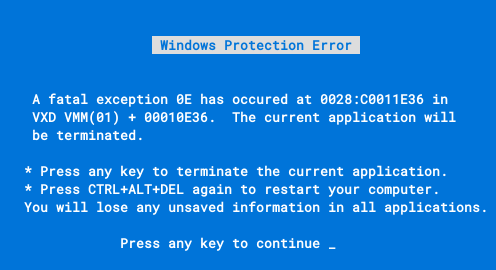 Windows Protection Error
A fatal exception 0E has occured at 0028:C0011E36 in
VXD VMM(01) + 00010E36. The current application will
be terminated.
* Press any key to terminate the current application.
* Press CTRL+ALT+DEL again to restart your computer.
You will lose any unsaved information in all applications.
Press any key to continue _